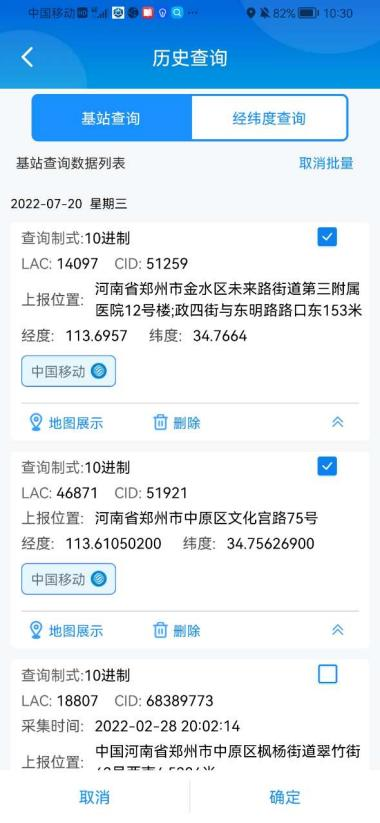 中国移动 82% 10:30
历史查询
基站查询 经纬度查询
基站查询数据列表 取消批量
2022-07-20 星期三
查询制式:10进制
LAC: 14097 CID: 51259
上报位置: 河南省郑州市金水区未来路街道第三附属
医院12号楼;政四街与东明路路口东153米
经度: 113.6957 纬度: 34.7664
中国移动
地图展示 删除
查询制式:10进制
LAC: 46871 CID: 51921
上报位置: 河南省郑州市中原区文化宫路75号
经度: 113.61050200 纬度: 34.75626900
中国移动
地图展示 删除
查询制式:10进制
LAC: 18807 CID: 68389773
采集时间: 2022-02-28 20:02:14
上报位置: 中国河南省郑州市中原区枫杨街道翠竹街
取消 确定